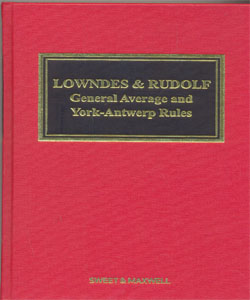 LOWNDES & RUDOLF
General Average and
York-Antwerp Rules
SWEET & MAXWELL